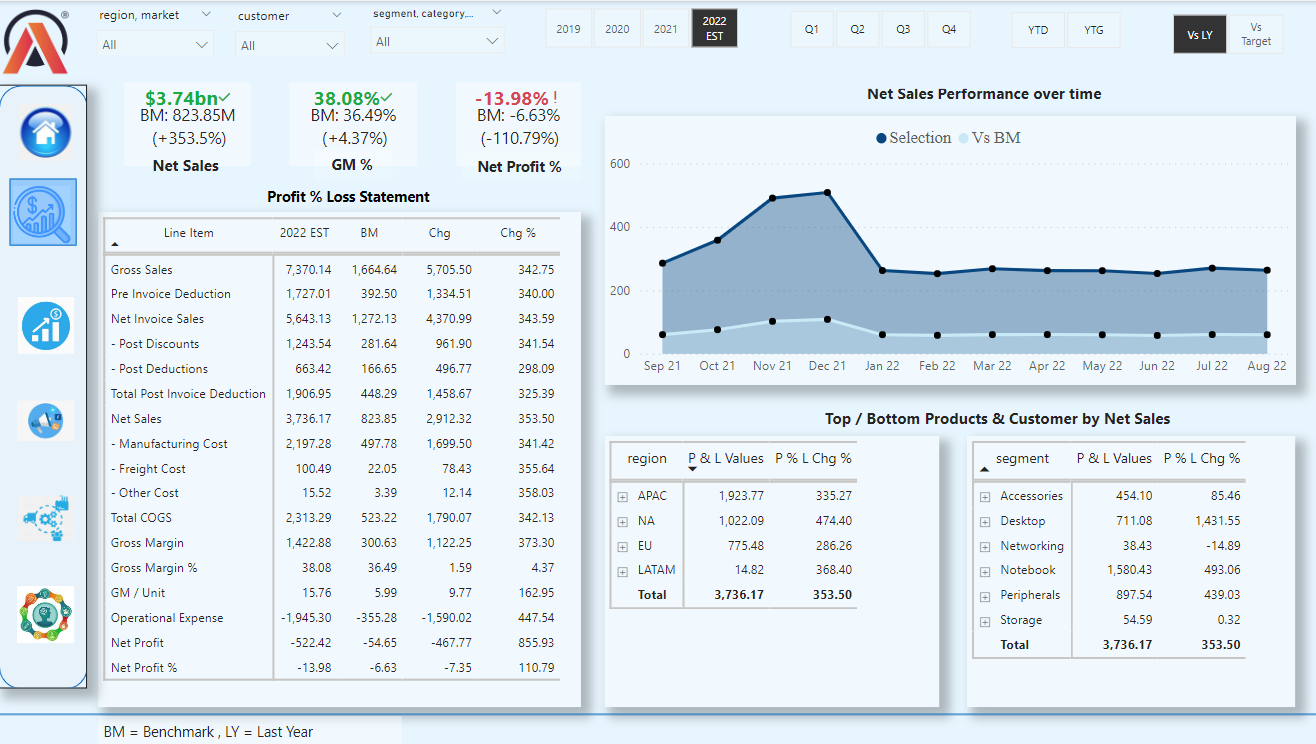 region, market
customer
segment, category,...
All
All
All
2019
2020
2021
2022 EST
Q1
Q2
Q3
Q4
YTD
YTG
Vs LY
Vs Target
®
$3.74bn✓
BM: 823.85M
(+353.5%)
Net Sales
38.08%✓
BM: 36.49%
(+4.37%)
GM %
-13.98% !
BM: -6.63%
(-110.79%)
Net Profit %
Profit % Loss Statement
Line Item 2022 EST BM Chg Chg %
Gross Sales 7,370.14 1,664.64 5,705.50 342.75
Pre Invoice Deduction 1,727.01 392.50 1,334.51 340.00
Net Invoice Sales 5,643.13 1,272.13 4,370.99 343.59
- Post Discounts 1,243.54 281.64 961.90 341.54
- Post Deductions 663.42 166.65 496.77 298.09
Total Post Invoice Deduction 1,906.95 448.29 1,458.67 325.39
Net Sales 3,736.17 823.85 2,912.32 353.50
- Manufacturing Cost 2,197.28 497.78 1,699.50 341.42
- Freight Cost 100.49 22.05 78.43 355.64
- Other Cost 15.52 3.39 12.14 358.03
Total COGS 2,313.29 523.22 1,790.07 342.13
Gross Margin 1,422.88 300.63 1,122.25 373.30
Gross Margin % 38.08 36.49 1.59 4.37
GM / Unit 15.76 5.99 9.77 162.95
Operational Expense -1,945.30 -355.28 -1,590.02 447.54
Net Profit -522.42 -54.65 -467.77 855.93
Net Profit % -13.98 -6.63 -7.35 110.79
Net Sales Performance over time
Selection Vs BM
600
400
200
0
Sep 21 Oct 21 Nov 21 Dec 21 Jan 22 Feb 22 Mar 22 Apr 22 May 22 Jun 22 Jul 22 Aug 22
Top / Bottom Products & Customer by Net Sales
region P & L Values P % L Chg %
APAC 1,923.77 335.27
NA 1,022.09 474.40
EU 775.48 286.26
LATAM 14.82 368.40
Total 3,736.17 353.50
segment P & L Values P % L Chg %
Accessories 454.10 85.46
Desktop 711.08 1,431.55
Networking 38.43 -14.89
Notebook 1,580.43 493.06
Peripherals 897.54 439.03
Storage 54.59 0.32
Total 3,736.17 353.50
BM = Benchmark , LY = Last Year